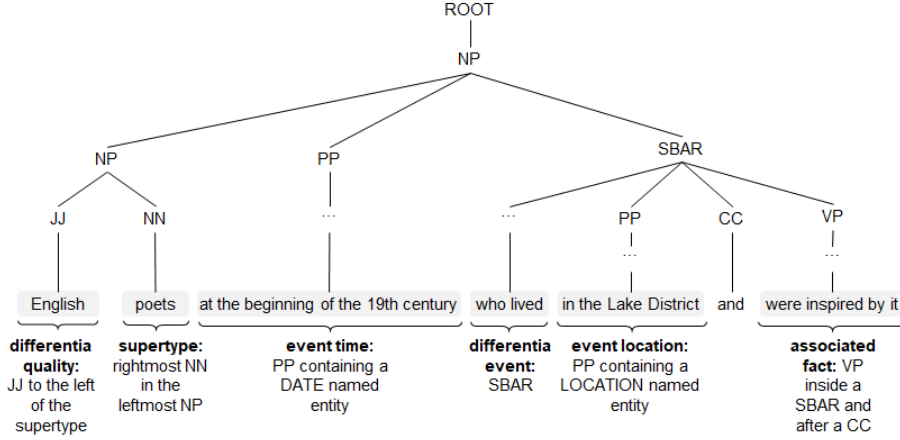 ROOT
NP
NP PP SBAR
JJ NN ... ... PP CC VP
... ...
English poets at the beginning of the 19th century who lived in the Lake District and were inspired by it
differentia quality: JJ to the left of the supertype
supertype: rightmost NN in the leftmost NP
event time: PP containing a DATE named entity
differentia event: SBAR
event location: PP containing a LOCATION named entity
associated fact: VP inside a SBAR and after a CC